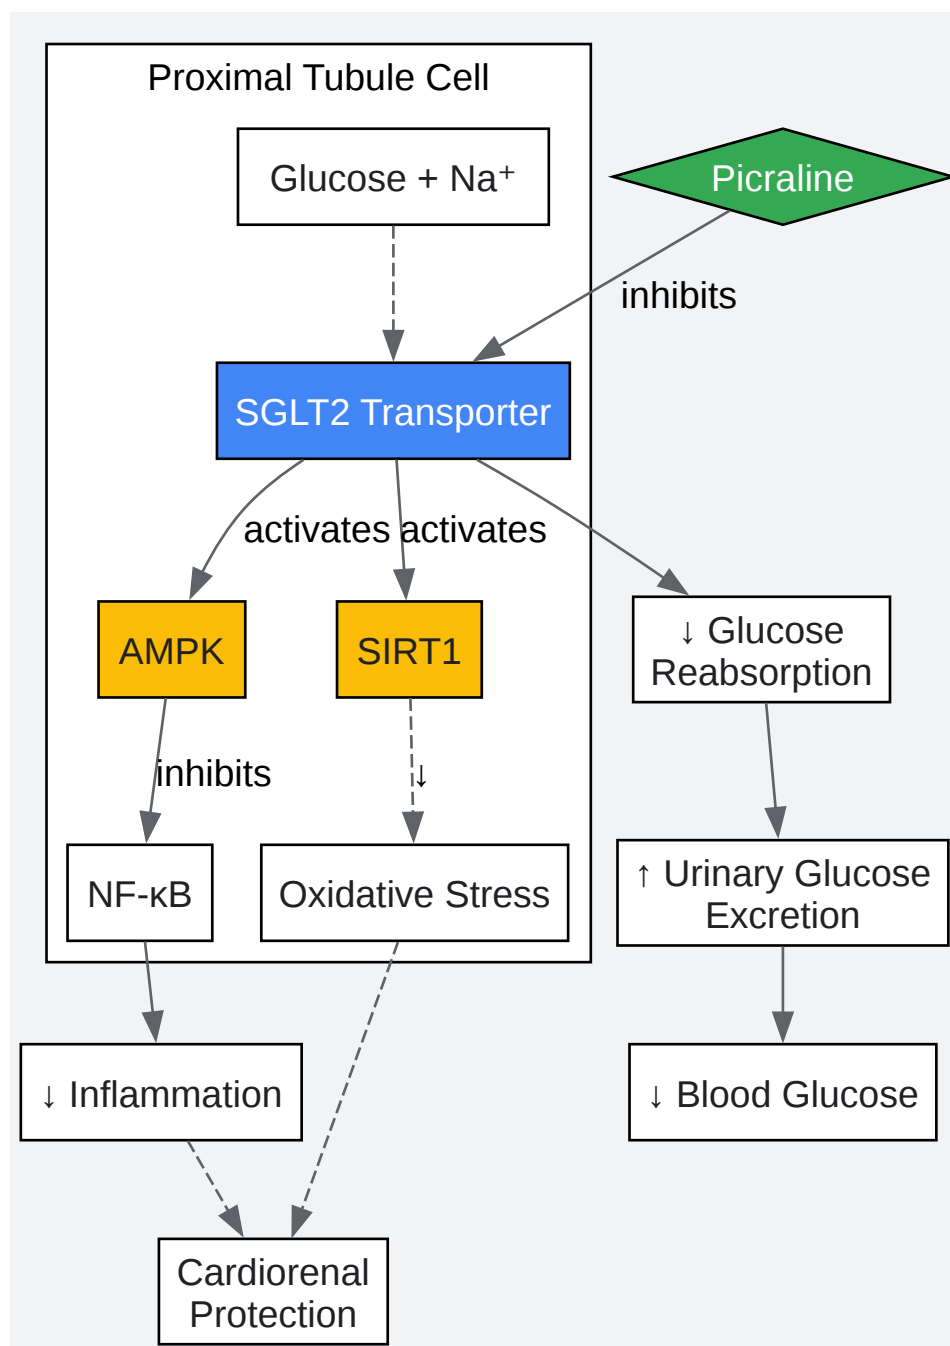 Proximal Tubule Cell
Glucose + Na⁺
Picraline
inhibits
SGLT2 Transporter
activates
activates
AMPK
SIRT1
↓ Glucose
Reabsorption
inhibits
↓
NF-κB
Oxidative Stress
↑ Urinary Glucose
Excretion
↓ Inflammation
↓ Blood Glucose
Cardiorenal
Protection